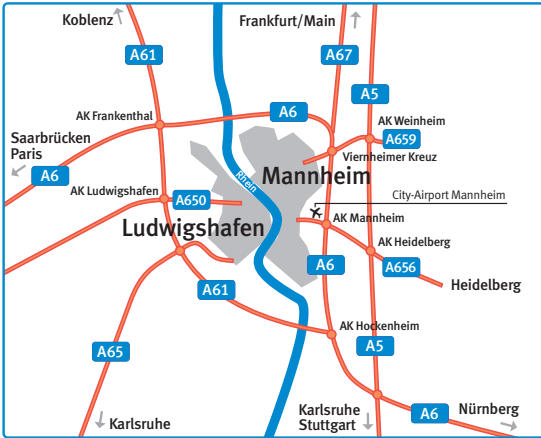 Koblenz
Frankfurt/Main
A61
A67
A5
A6
AK Frankenthal
AK Weinheim
A659
Saarbrücken
Paris
Viernheimer Kreuz
A6
Mannheim
Rhein
AK Ludwigshafen
A650
City-Airport Mannheim
AK Mannheim
Ludwigshafen
AK Heidelberg
A6
A656
Heidelberg
A61
AK Hockenheim
A65
A5
Karlsruhe
Karlsruhe
Stuttgart
A6
Nürnberg